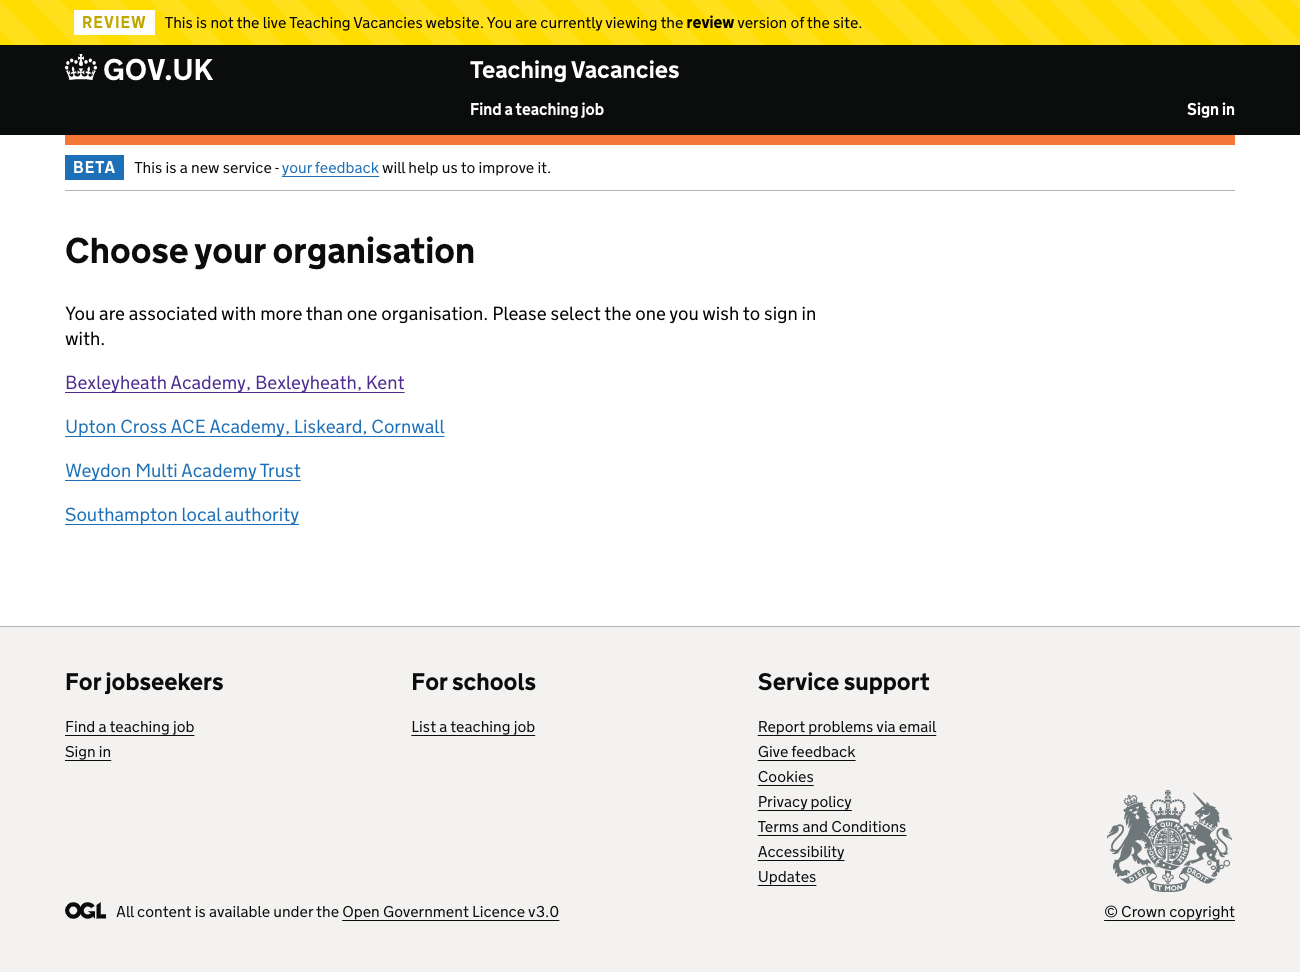 REVIEW This is not the live Teaching Vacancies website. You are currently viewing the review version of the site.
GOV.UK Teaching Vacancies
Find a teaching job Sign in
BETA This is a new service - your feedback will help us to improve it.
Choose your organisation
You are associated with more than one organisation. Please select the one you wish to sign in
with.
Bexleyheath Academy, Bexleyheath, Kent
Upton Cross ACE Academy, Liskeard, Cornwall
Weydon Multi Academy Trust
Southampton local authority
For jobseekers
Find a teaching job
Sign in
For schools
List a teaching job
Service support
Report problems via email
Give feedback
Cookies
Privacy policy
Terms and Conditions
Accessibility
Updates
DIEU ET MON DROIT
OGL All content is available under the Open Government Licence v3.0
© Crown copyright